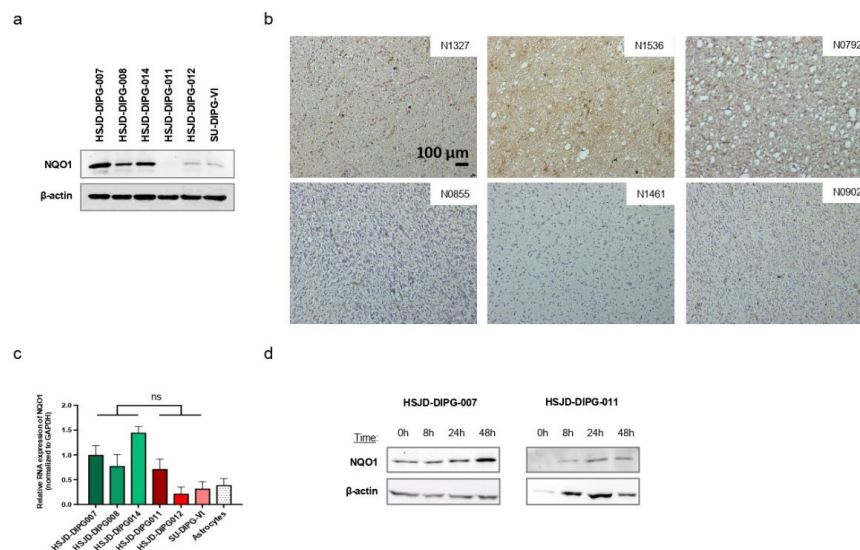 a
HSJD-DIPG-007
HSJD-DIPG-008
HSJD-DIPG-014
HSJD-DIPG-011
HSJD-DIPG-012
SU-DIPG-VI
NQO1
β-actin
b
N1327
N1536
N0792
100 µm
N0855
N1461
N0902
c
Relative RNA expression of NQO1
(normalized to GAPDH)
2.0
1.5
1.0
0.5
0.0
ns
HSJD-DIPG007
HSJD-DIPG008
HSJD-DIPG014
HSJD-DIPG011
HSJD-DIPG012
SU-DIPG-VI
Astrocytes
d
HSJD-DIPG-007
HSJD-DIPG-011
Time: 0h 8h 24h 48h 0h 8h 24h 48h
NQO1
β-actin